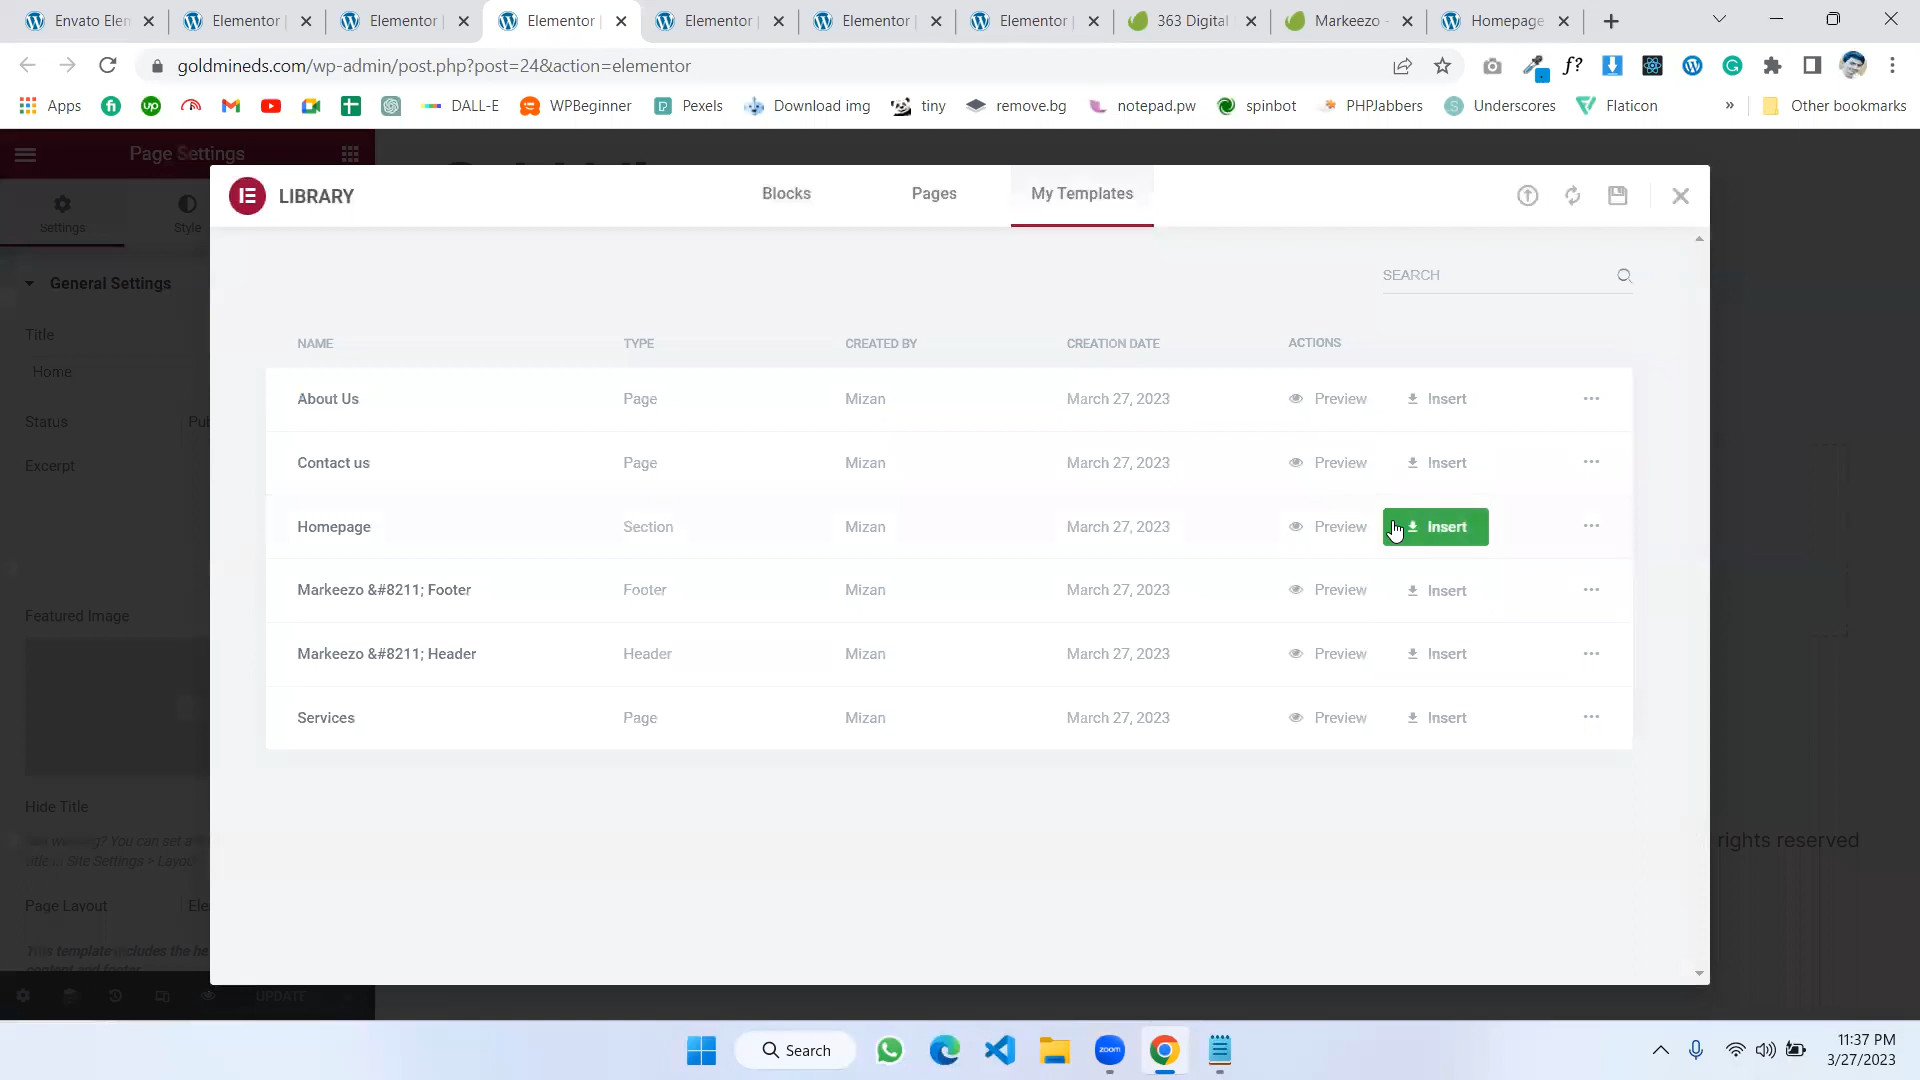 Envato Elem
Elementor
Elementor
Elementor
Elementor
Elementor
Elementor
363 Digital
Markeezo -
Homepage
goldmineds.com/wp-admin/post.php?post=24&action=elementor
f?
Apps
up
DALL-E
WPBeginner
Pexels
Download img
tiny
remove.bg
notepad.pw
spinbot
PHPJabbers
Underscores
Flaticon
»
Other bookmarks
Page Settings
Settings
Style
General Settings
Title
Home
Status
Pub
Excerpt
Featured Image
Hide Title
Page Layout
Ele
UPDATE
LIBRARY
Blocks
Pages
My Templates
SEARCH
NAME TYPE CREATED BY CREATION DATE ACTIONS
About Us Page Mizan March 27, 2023 Preview Insert
Contact us Page Mizan March 27, 2023 Preview Insert
Homepage Section Mizan March 27, 2023 Preview Insert
Markeezo &#8211; Footer Footer Mizan March 27, 2023 Preview Insert
Markeezo &#8211; Header Header Mizan March 27, 2023 Preview Insert
Services Page Mizan March 27, 2023 Preview Insert
rights reserved
Search
zoom
11:37 PM
3/27/2023